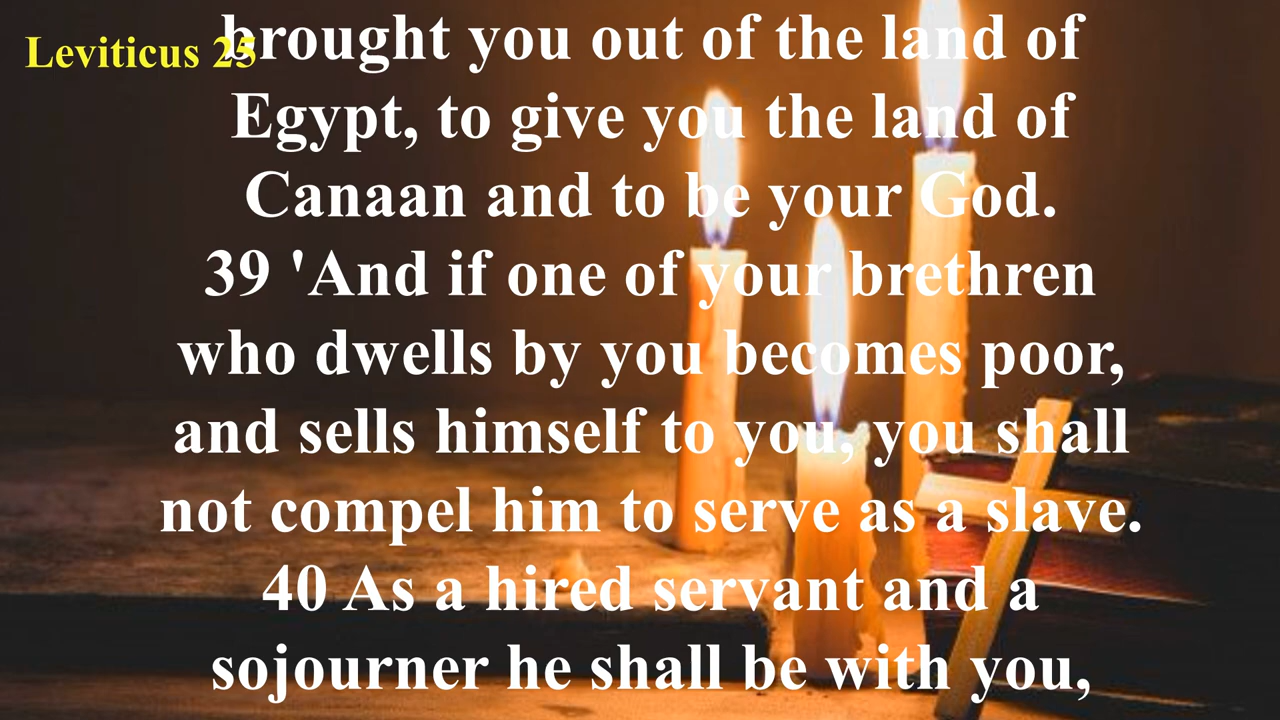 Leviticus 25
brought you out of the land of
Egypt, to give you the land of
Canaan and to be your God.
39 'And if one of your brethren
who dwells by you becomes poor,
and sells himself to you, you shall
not compel him to serve as a slave.
40 As a hired servant and a
sojourner he shall be with you,